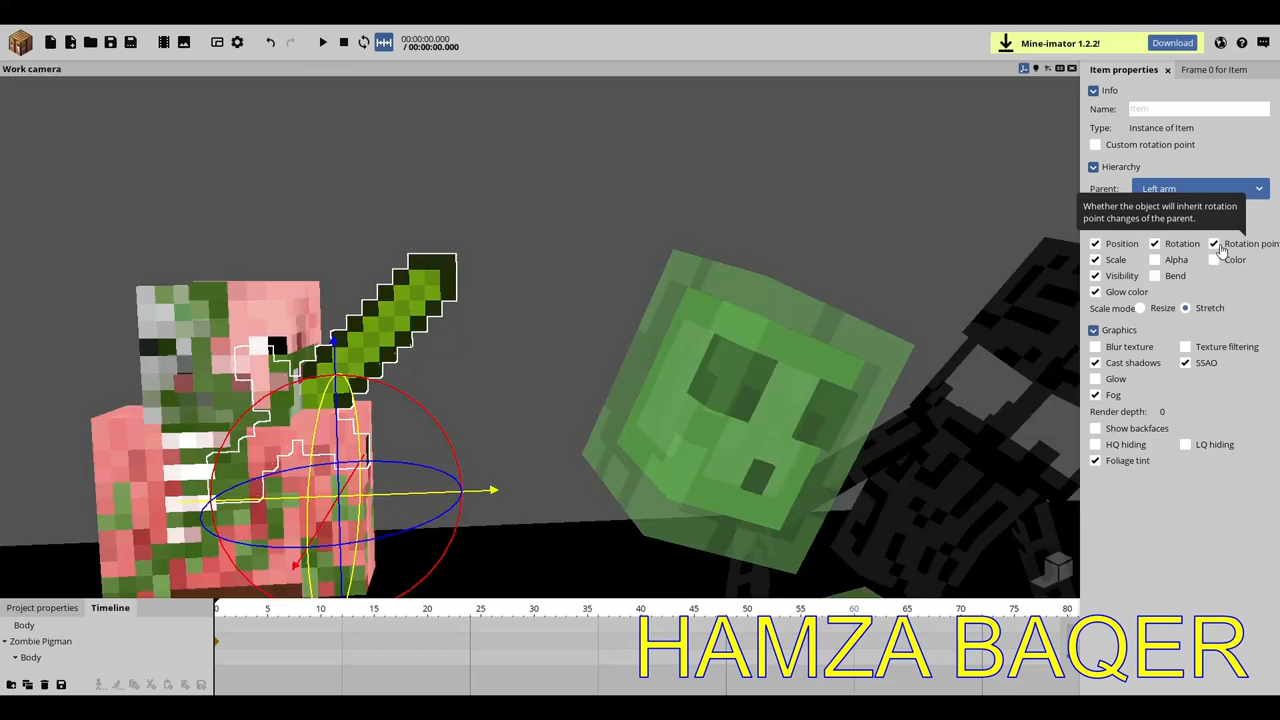 00:00:00.000
/ 00:00:00.000
Mine-imator 1.2.2!
Download
Work camera
Item properties
Frame 0 for Item
Info
Name:
Item
Type:
Instance of Item
Custom rotation point
Hierarchy
Parent:
Left arm
Whether the object will inherit rotation
point changes of the parent.
Position
Rotation
Rotation poin
Scale
Alpha
Color
Visibility
Bend
Glow color
Scale mode
Resize
Stretch
Graphics
Blur texture
Texture filtering
Cast shadows
SSAO
Glow
Fog
Render depth:
0
Show backfaces
HQ hiding
LQ hiding
Foliage tint
Project properties
Timeline
0 5 10 15 20 25 30 35 40 45 50 55 60 65 70 75 80
Body
Zombie Pigman
Body
HAMZA BAQER